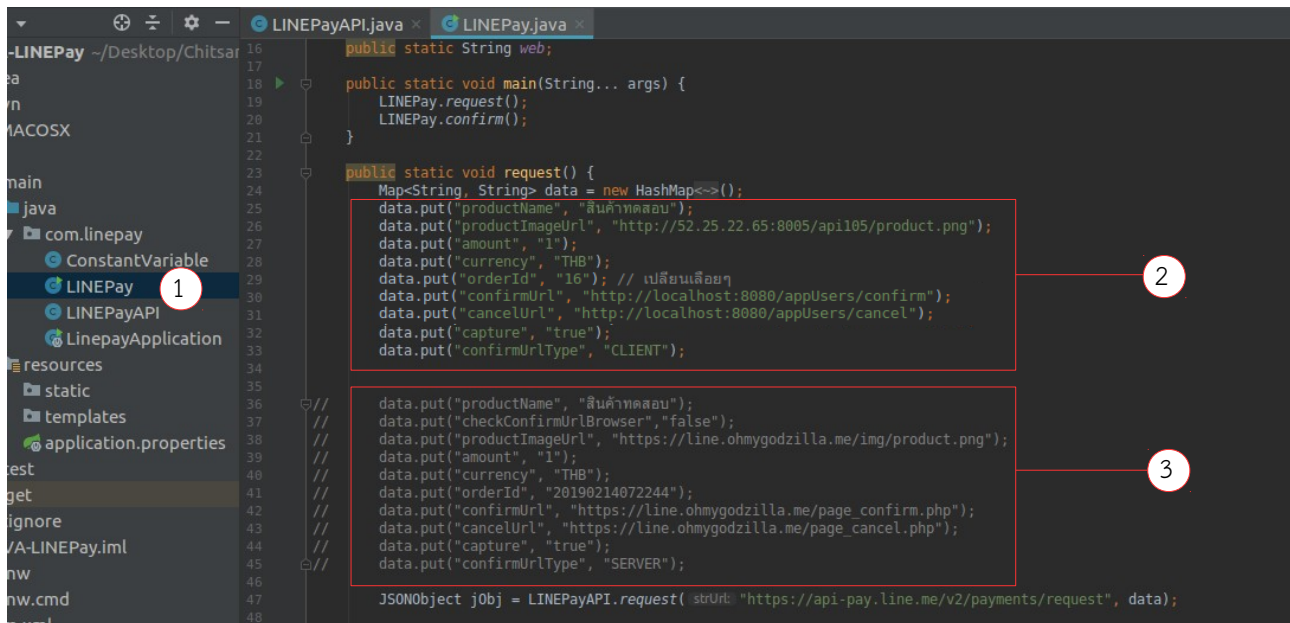 LINEPayAPI.java ×
LINEPay.java ×
-LINEPay ~/Desktop/Chitsar
ea
vn
MACOSX
main
java
com.linepay
ConstantVariable
LINEPay
LINEPayAPI
LinepayApplication
resources
static
templates
application.properties
test
get
tignore
VA-LINEPay.iml
nw
nw.cmd
1
16 public static String web;
17
18 public static void main(String... args) {
19 LINEPay.request();
20 LINEPay.confirm();
21 }
22
23 public static void request() {
24 Map<String, String> data = new HashMap<~>();
25 data.put("productName", "สินค้าทดสอบ");
26 data.put("productImageUrl", "http://52.25.22.65:8005/api105/product.png");
27 data.put("amount", "1");
28 data.put("currency", "THB");
29 data.put("orderId", "16"); // เปลี่ยนเลื่อยๆ
30 data.put("confirmUrl", "http://localhost:8080/appUsers/confirm");
31 data.put("cancelUrl", "http://localhost:8080/appUsers/cancel");
32 data.put("capture", "true");
33 data.put("confirmUrlType", "CLIENT");
34
2
35
36 // data.put("productName", "สินค้าทดสอบ");
37 // data.put("checkConfirmUrlBrowser","false");
38 // data.put("productImageUrl", "https://line.ohmygodzilla.me/img/product.png");
39 // data.put("amount", "1");
40 // data.put("currency", "THB");
41 // data.put("orderId", "20190214072244");
42 // data.put("confirmUrl", "https://line.ohmygodzilla.me/page_confirm.php");
43 // data.put("cancelUrl", "https://line.ohmygodzilla.me/page_cancel.php");
44 // data.put("capture", "true");
45 // data.put("confirmUrlType", "SERVER");
3
46
47 JSONObject jObj = LINEPayAPI.request( strUrl: "https://api-pay.line.me/v2/payments/request", data);
48